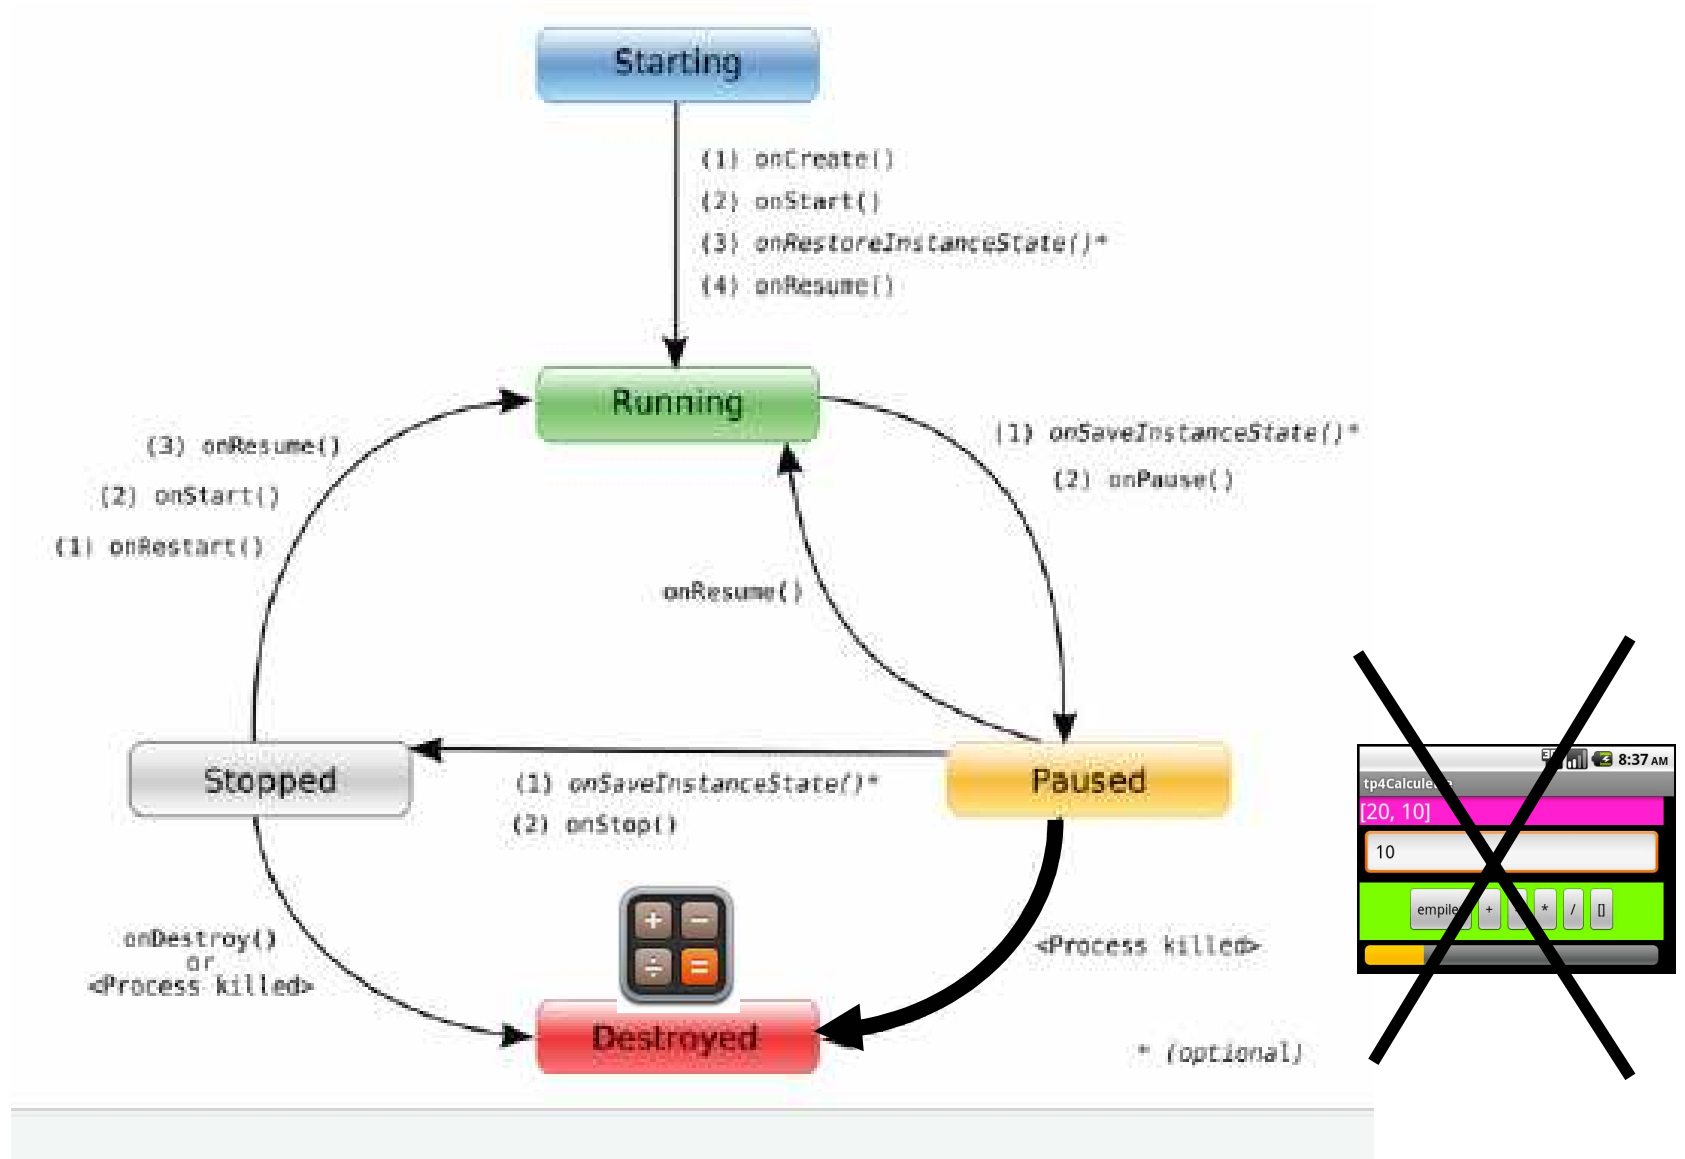 Starting
(1) onCreate()
(2) onStart()
(3) onRestoreInstanceState()*
(4) onResume()
Running
(3) onResume()
(2) onStart()
(1) onRestart()
(1) onSaveInstanceState()*
(2) onPause()
onResume()
Stopped
(1) onSaveInstanceState()*
(2) onStop()
Paused
onDestroy()
or
<Process killed>
+ −
÷ =
<Process killed>
Destroyed
* (optional)
8:37 AM
[20, 10]
10
+ * / []